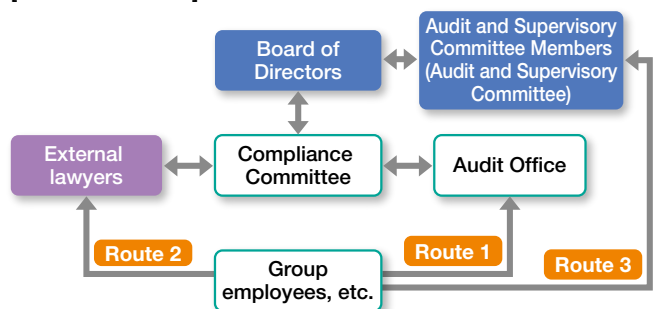 Board of
Directors
Audit and Supervisory
Committee Members
(Audit and Supervisory
Committee)
External
lawyers
Compliance
Committee
Audit Office
Route 2
Route 1
Route 3
Group
employees, etc.